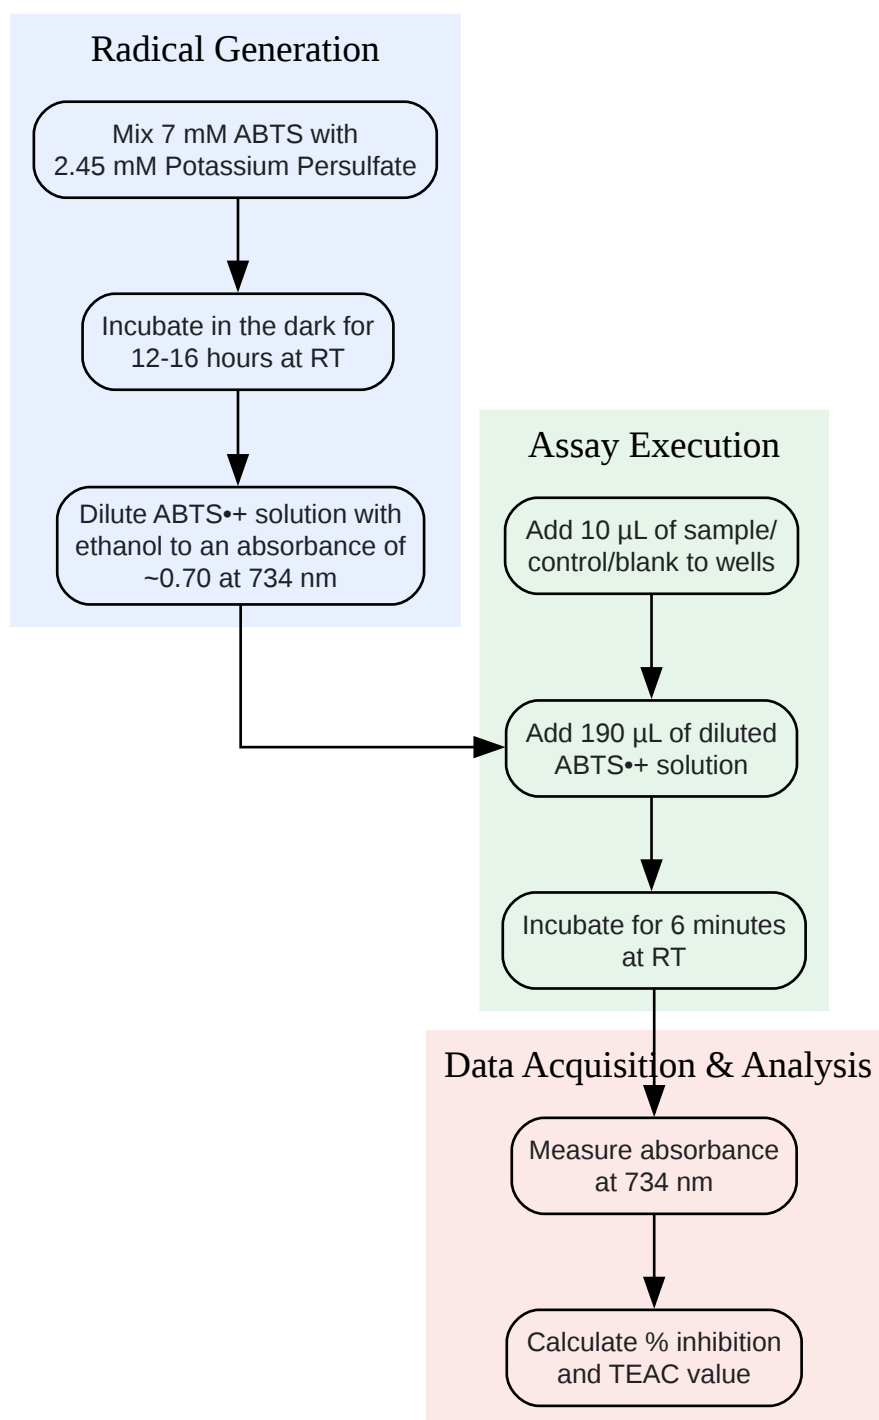 Radical Generation
Mix 7 mM ABTS with
2.45 mM Potassium Persulfate
Incubate in the dark for
12-16 hours at RT
Dilute ABTS•+ solution with
ethanol to an absorbance of
~0.70 at 734 nm
Assay Execution
Add 10 µL of sample/
control/blank to wells
Add 190 µL of diluted
ABTS•+ solution
Incubate for 6 minutes
at RT
Data Acquisition & Analysis
Measure absorbance
at 734 nm
Calculate % inhibition
and TEAC value